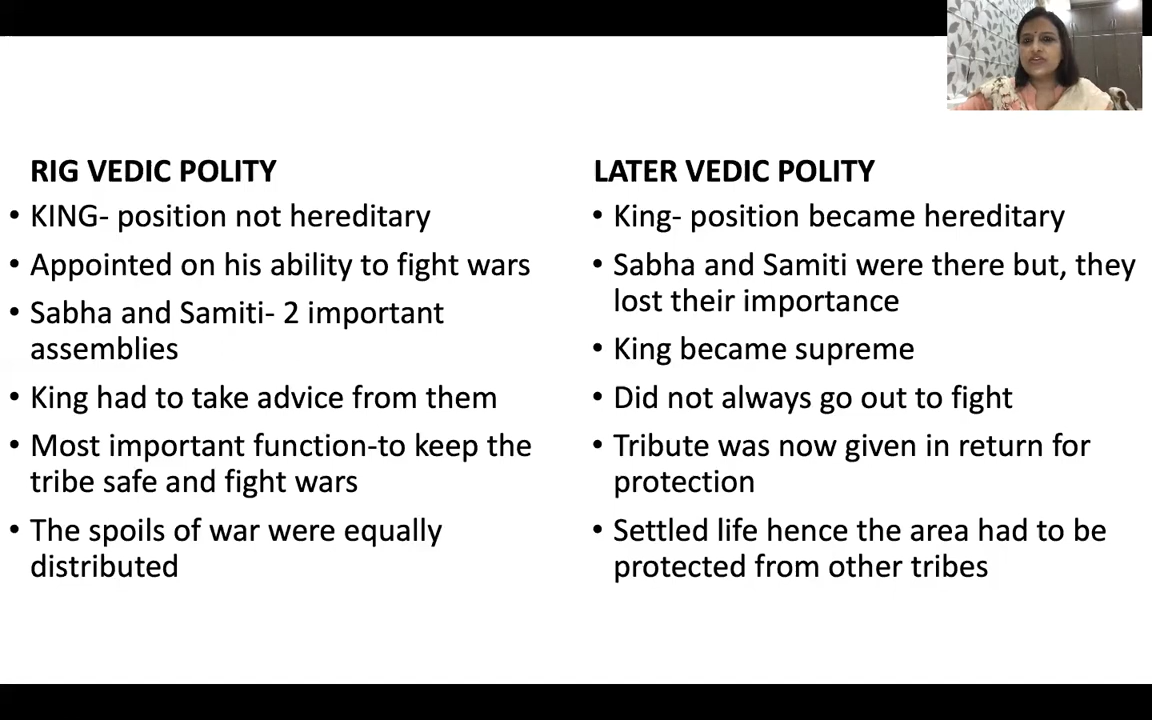 RIG VEDIC POLITY
• KING- position not hereditary
• Appointed on his ability to fight wars
• Sabha and Samiti- 2 important
assemblies
• King had to take advice from them
• Most important function-to keep the
tribe safe and fight wars
• The spoils of war were equally
distributed
LATER VEDIC POLITY
• King- position became hereditary
• Sabha and Samiti were there but, they
lost their importance
• King became supreme
• Did not always go out to fight
• Tribute was now given in return for
protection
• Settled life hence the area had to be
protected from other tribes